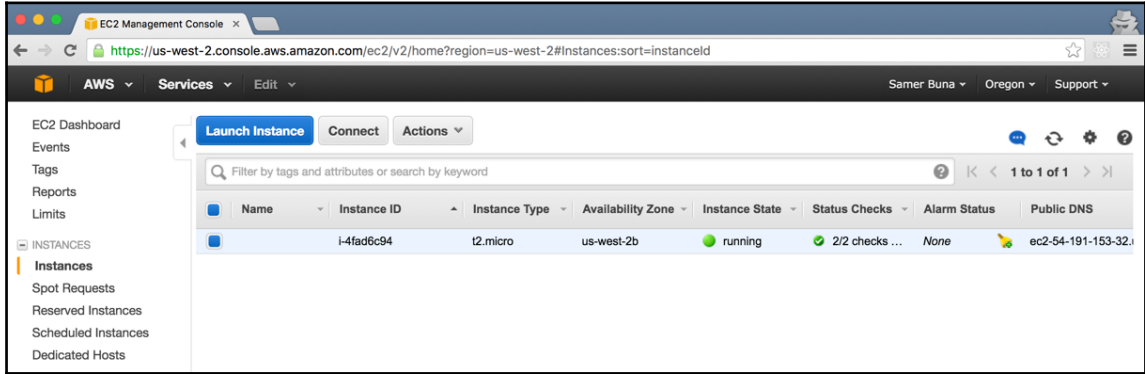 EC2 Management Console
https://us-west-2.console.aws.amazon.com/ec2/v2/home?region=us-west-2#Instances:sort=instanceId
AWS Services Edit Samer Buna Oregon Support
EC2 Dashboard
Events
Tags
Reports
Limits
INSTANCES
Instances
Spot Requests
Reserved Instances
Scheduled Instances
Dedicated Hosts
Launch Instance Connect Actions
Filter by tags and attributes or search by keyword 1 to 1 of 1
Name Instance ID Instance Type Availability Zone Instance State Status Checks Alarm Status Public DNS
i-4fad6c94 t2.micro us-west-2b running 2/2 checks ... None ec2-54-191-153-32.